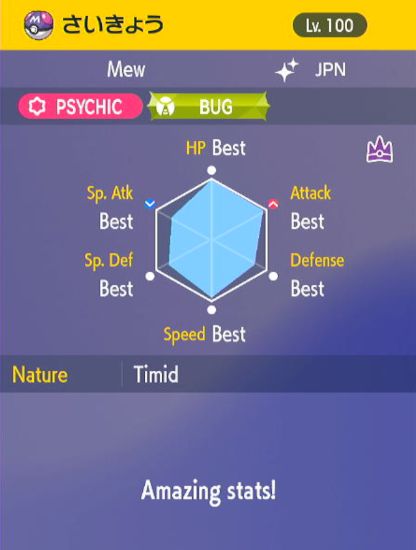 さいきょう Lv. 100
Mew JPN
PSYCHIC BUG
HP Best
Sp. Atk Attack
Best Best
Sp. Def Defense
Best Best
Speed Best
Nature Timid
Amazing stats!